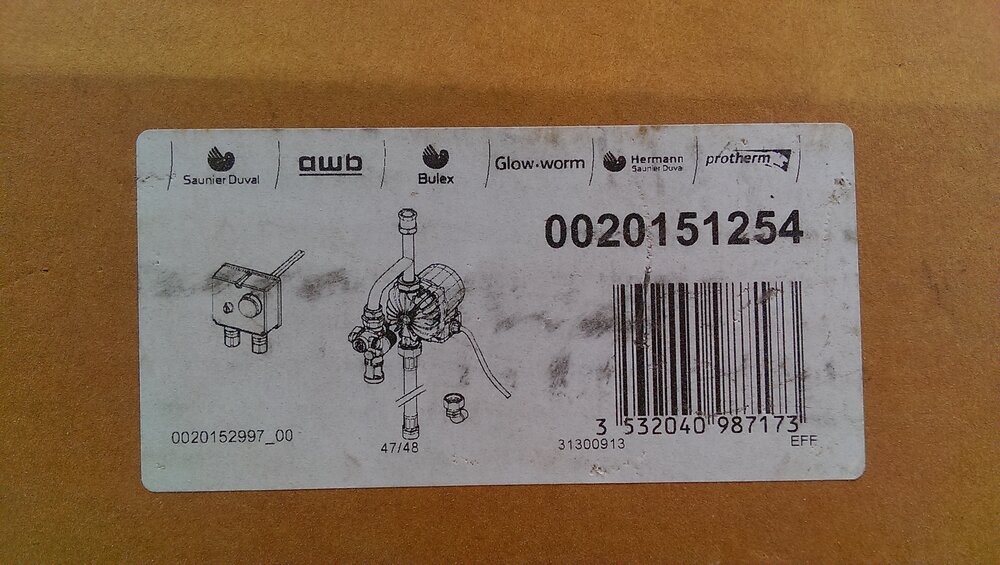 Saunier Duval
awb
Bulex
Glow-worm
Hermann
Saunier Duval
protherm
0020151254
3 532040 987173
0020152997_00
47/48
31300913
EFF